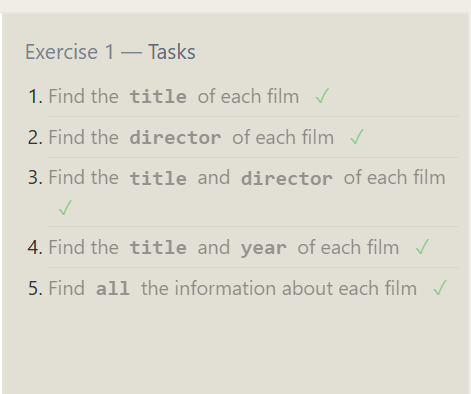 Exercise 1 — Tasks
1. Find the title of each film ✓
2. Find the director of each film ✓
3. Find the title and director of each film
✓
4. Find the title and year of each film ✓
5. Find all the information about each film ✓